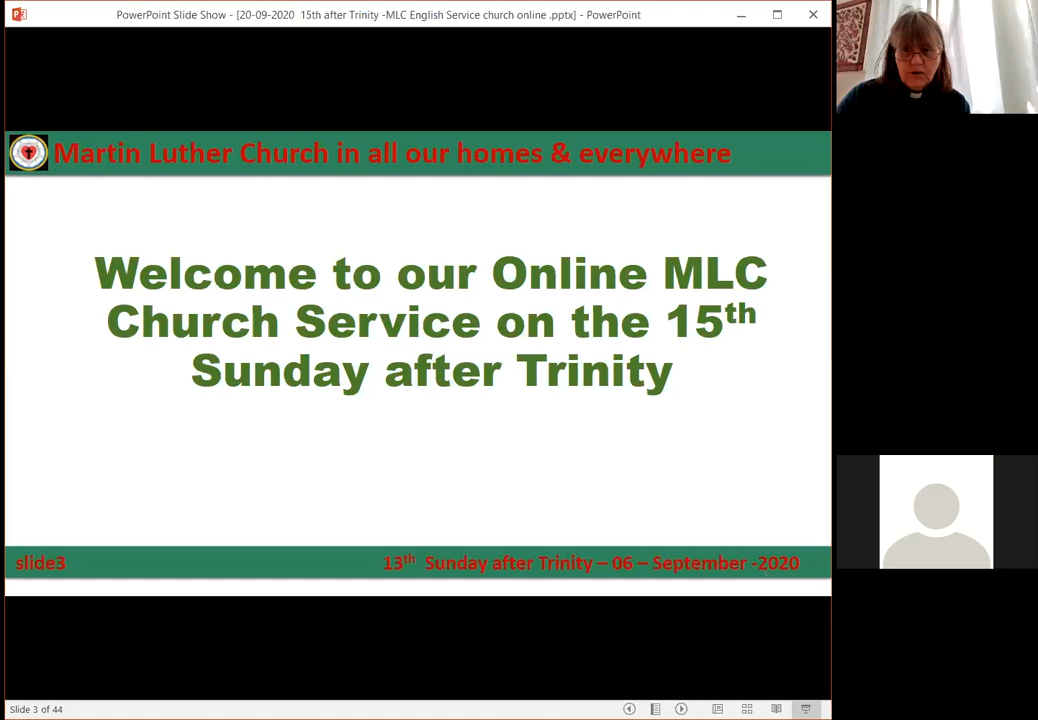 PowerPoint Slide Show - [20-09-2020  15th after Trinity -MLC English Service church online .pptx] - PowerPoint
Martin Luther Church in all our homes & everywhere
Welcome to our Online MLC
Church Service on the 15th
Sunday after Trinity
slide3
13th Sunday after Trinity – 06 – September -2020
Slide 3 of 44